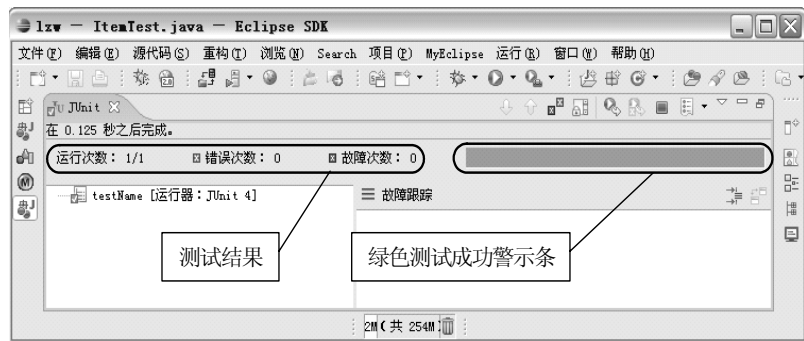 lzw — ItemTest.java — Eclipse SDK
文件(F) 编辑(E) 源代码(S) 重构(T) 浏览(N) Search 项目(P) MyEclipse 运行(R) 窗口(W) 帮助(H)
JUnit
在 0.125 秒之后完成。
运行次数: 1/1 错误次数: 0 故障次数: 0
testName [运行器:JUnit 4] 故障跟踪
测试结果 绿色测试成功警示条
2M(共 254M)